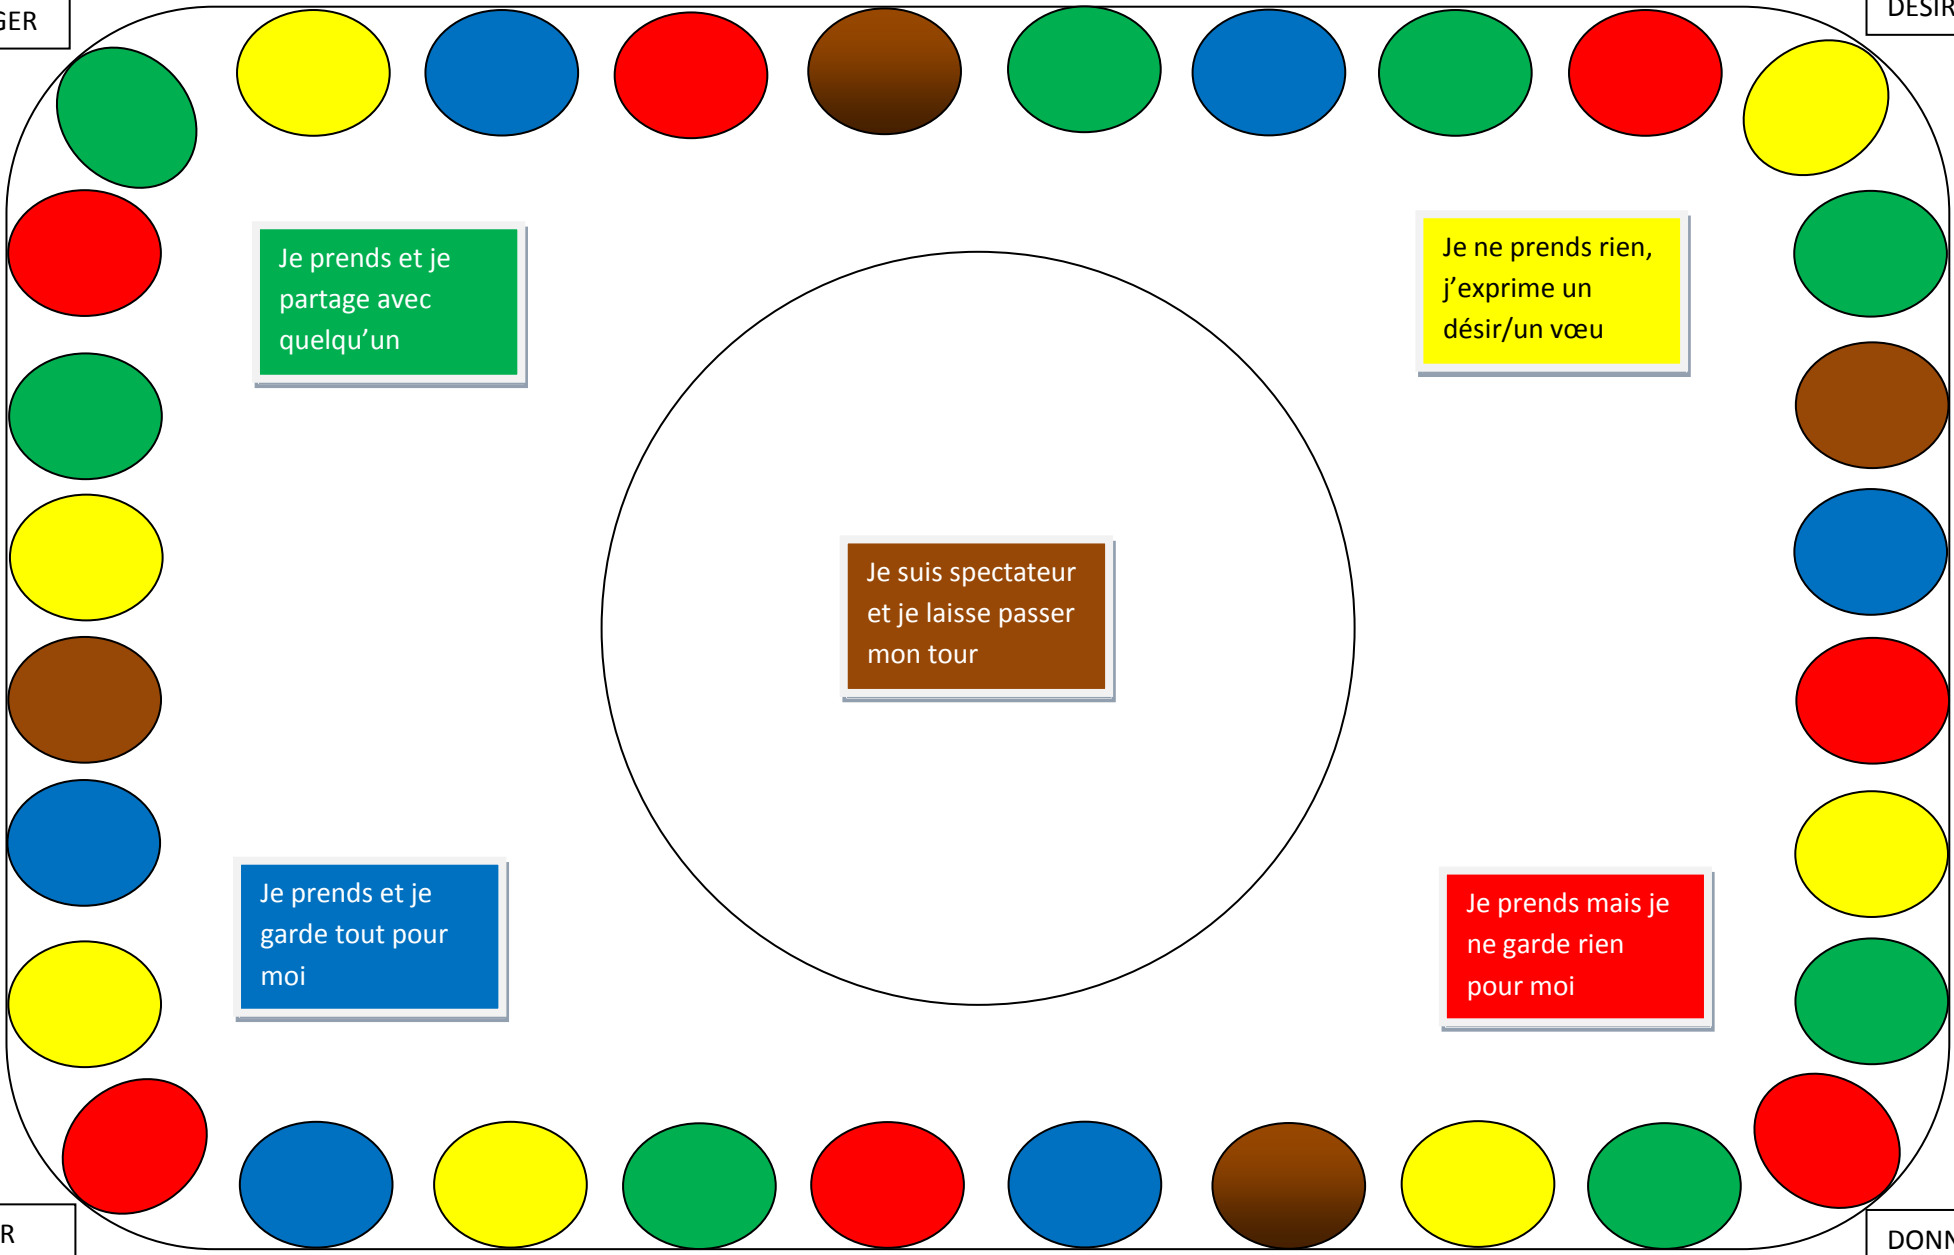 GER
DESIR
Je prends et je
partage avec
quelqu'un
Je ne prends rien,
j'exprime un
désir/un vœu
Je suis spectateur
et je laisse passer
mon tour
Je prends et je
garde tout pour
moi
Je prends mais je
ne garde rien
pour moi
R
DONN